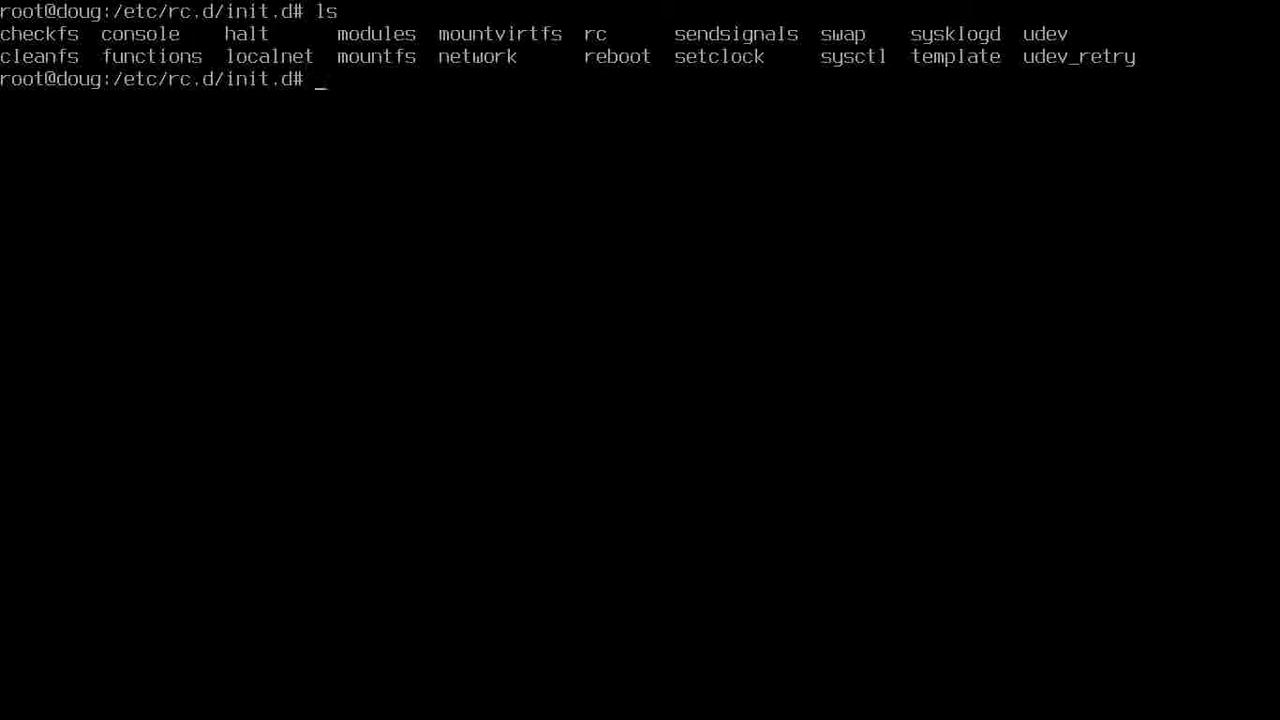 root@doug:/etc/rc.d/init.d# ls
checkfs  console    halt      modules  mountvirtfs  rc      sendsignals  swap    sysklogd  udev
cleanfs  functions  localnet  mountfs  network      reboot  setclock     sysctl  template  udev_retry
root@doug:/etc/rc.d/init.d# _